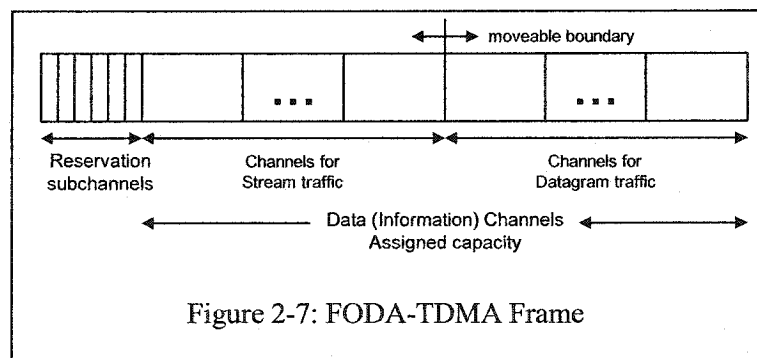 moveable boundary
... ...
Reservation subchannels
Channels for Stream traffic
Channels for Datagram traffic
Data (Information) Channels
Assigned capacity
Figure 2-7: FODA-TDMA Frame